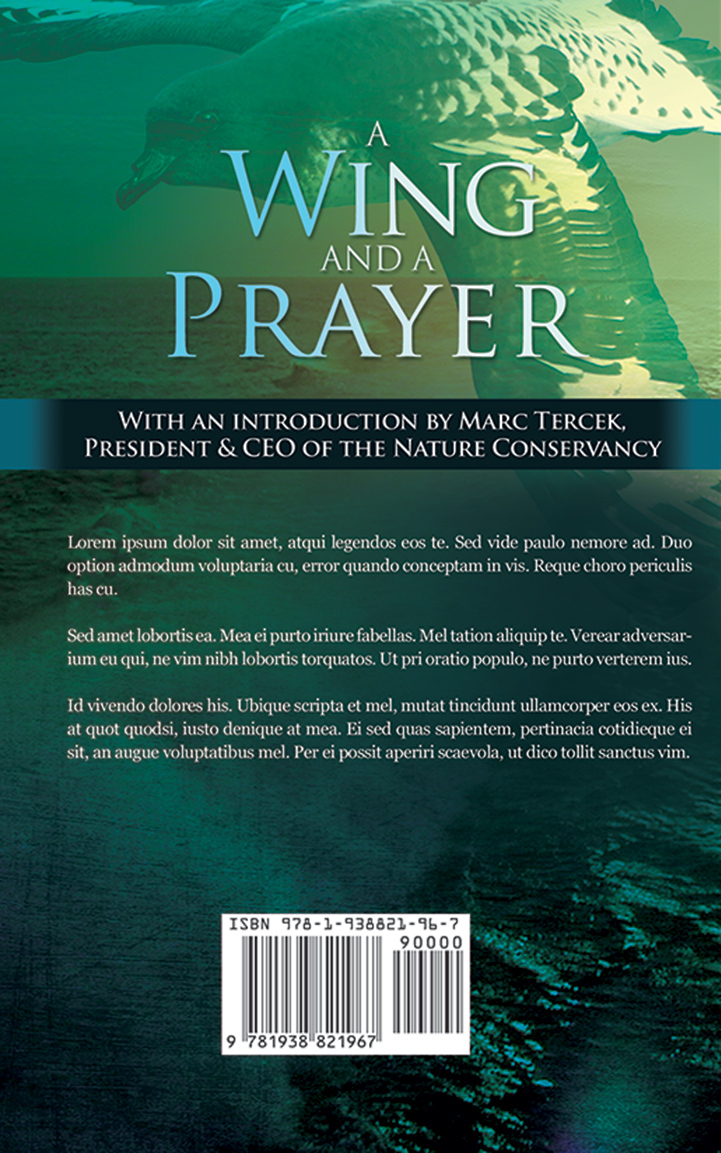 A
WING
AND A
PRAYER
WITH AN INTRODUCTION BY MARC TERCEK,
PRESIDENT & CEO OF THE NATURE CONSERVANCY
Lorem ipsum dolor sit amet, atqui legendos eos te. Sed vide paulo nemore ad. Duo
option admodum voluptaria cu, error quando conceptam in vis. Reque choro periculis
has cu.
Sed amet lobortis ea. Mea ei purto iriure fabellas. Mel tation aliquip te. Verear adversar-
ium eu qui, ne vim nibh lobortis torquatos. Ut pri oratio populo, ne purto verterem ius.
Id vivendo dolores his. Ubique scripta et mel, mutat tincidunt ullamcorper eos ex. His
at quot quodsi, iusto denique at mea. Ei sed quas sapientem, pertinacia cotidieque ei
sit, an augue voluptatibus mel. Per ei possit aperiri scaevola, ut dico tollit sanctus vim.
ISBN 978-1-938821-96-7
90000
9 781938 821967